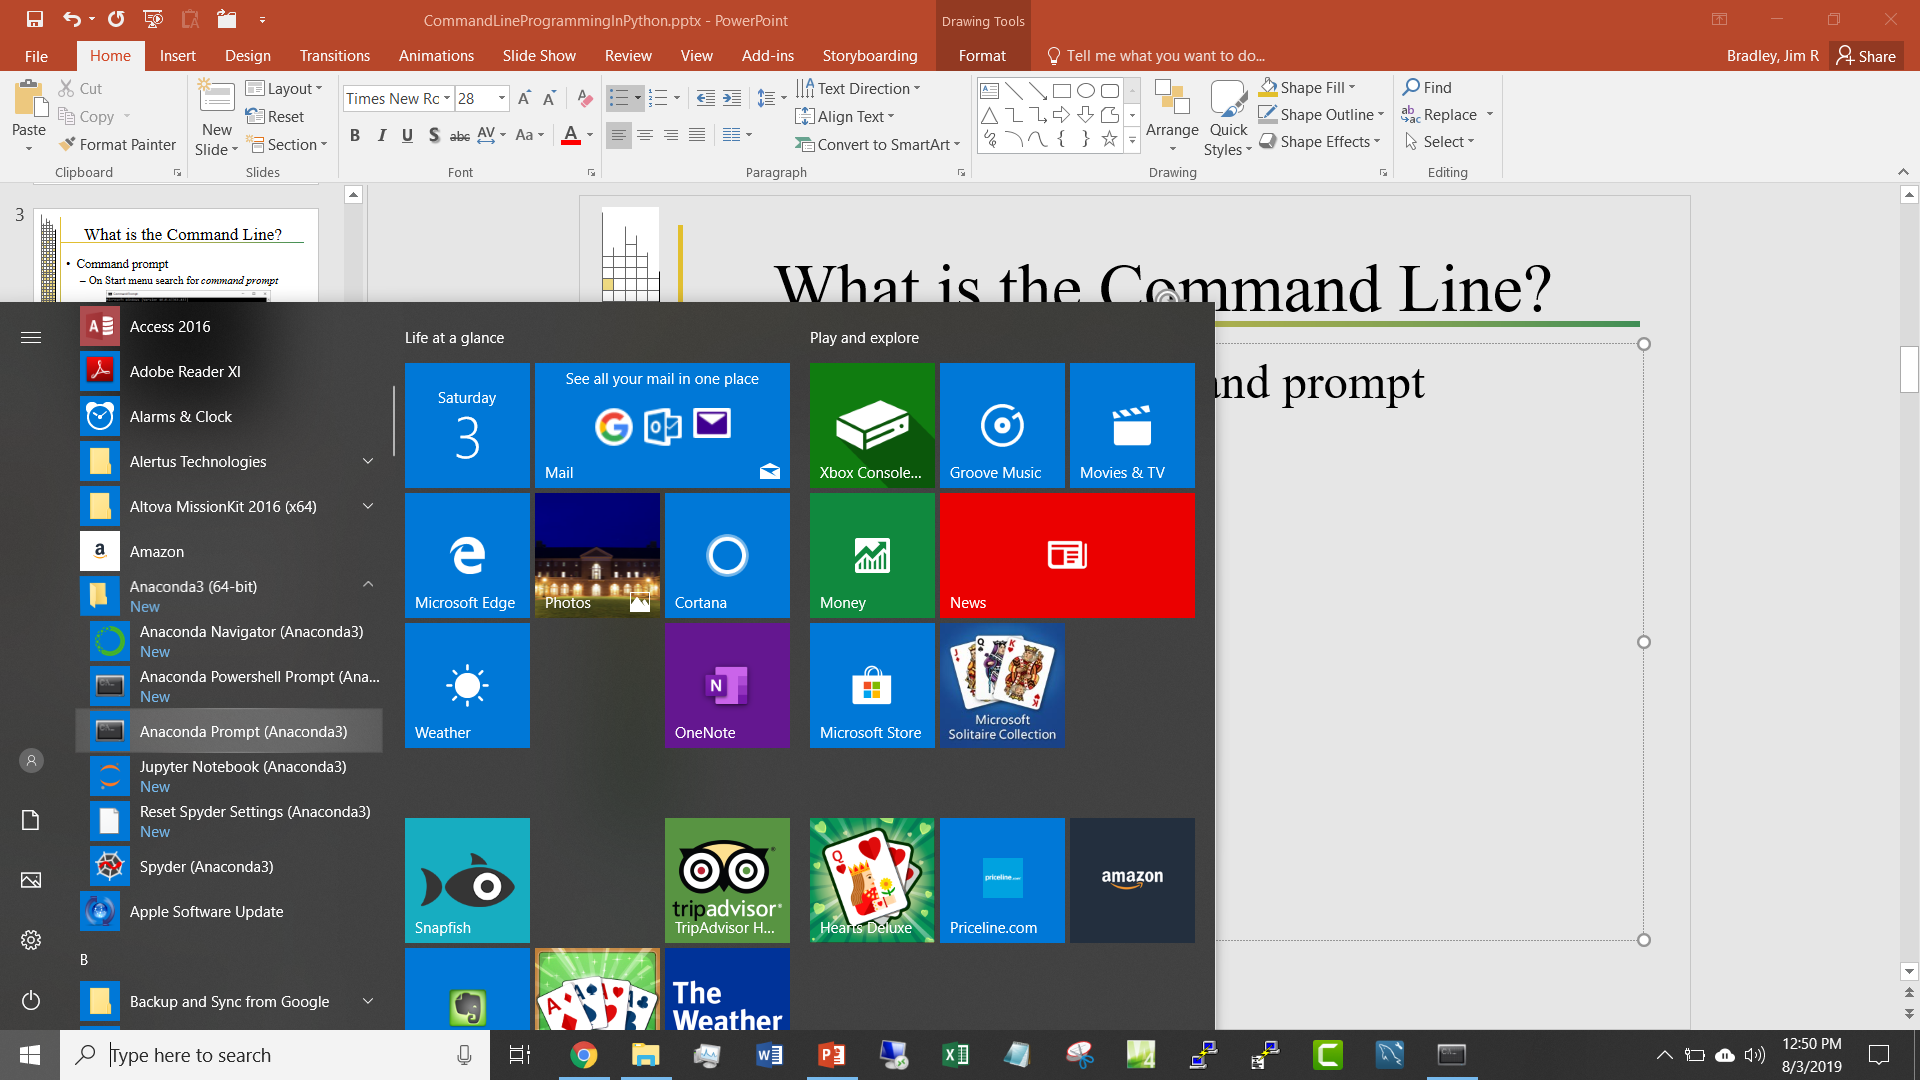 CommandLineProgrammingInPython.pptx - PowerPoint
Drawing Tools
File
Home
Insert
Design
Transitions
Animations
Slide Show
Review
View
Add-ins
Storyboarding
Format
Tell me what you want to do...
Bradley, Jim R
Share
Paste
Cut
Copy
Format Painter
Clipboard
New
Slide
Layout
Reset
Section
Slides
Times New Rc
28
B I U S abc AV Aa A
Font
Text Direction
Align Text
Convert to SmartArt
Paragraph
Arrange
Quick
Styles
Shape Fill
Shape Outline
Shape Effects
Drawing
Find
Replace
Select
Editing
3
What is the Command Line?
• Command prompt
– On Start menu search for command prompt
What is the Command Line?
and prompt
Access 2016
Adobe Reader XI
Alarms & Clock
Alertus Technologies
Altova MissionKit 2016 (x64)
Amazon
Anaconda3 (64-bit)
New
Anaconda Navigator (Anaconda3)
New
Anaconda Powershell Prompt (Ana...
New
Anaconda Prompt (Anaconda3)
Jupyter Notebook (Anaconda3)
New
Reset Spyder Settings (Anaconda3)
New
Spyder (Anaconda3)
Apple Software Update
B
Backup and Sync from Google
Life at a glance
Saturday
3
See all your mail in one place
Mail
Microsoft Edge
Photos
Cortana
Weather
OneNote
Snapfish
tripadvisor
TripAdvisor H...
The
Weather
Play and explore
Xbox Console...
Groove Music
Movies & TV
Money
News
Microsoft Store
Microsoft
Solitaire Collection
Hearts Deluxe
priceline.com
Priceline.com
amazon
Type here to search
12:50 PM
8/3/2019